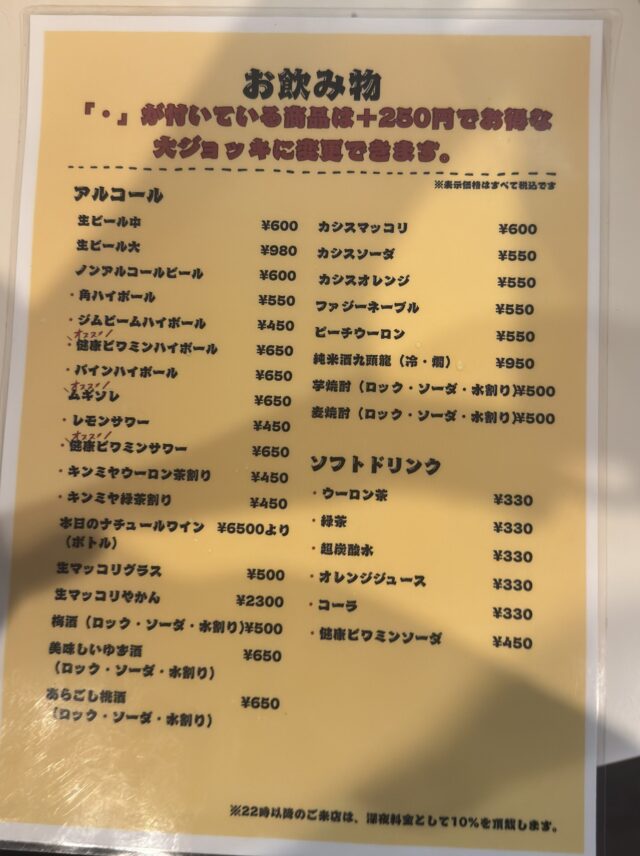 お飲み物
『・』が付いている商品は+250円でお得な
大ジョッキに変更できます。
※表示価格はすべて税込です
アルコール
生ビール中 ¥600
生ビール大 ¥980
ノンアルコールビール ¥600
・角ハイボール ¥550
・ジムビームハイボール ¥450
オススメ!
・健康ビワミンハイボール ¥650
・パインハイボール ¥650
オススメ!
ムギソレ ¥650
・レモンサワー ¥450
オススメ!
・健康ビワミンサワー ¥650
・キンミヤウーロン茶割り ¥450
・キンミヤ緑茶割り ¥450
本日のナチュールワイン ¥6500より
（ボトル）
生マッコリグラス ¥500
生マッコリやかん ¥2300
梅酒（ロック・ソーダ・水割り)¥500
美味しいゆず酒 ¥650
（ロック・ソーダ・水割り）
あらごし桃酒 ¥650
（ロック・ソーダ・水割り）
カシスマッコリ ¥600
カシスソーダ ¥550
カシスオレンジ ¥550
ファジーネーブル ¥550
ピーチウーロン ¥550
純米酒九頭龍（冷・燗） ¥950
芋焼酎（ロック・ソーダ・水割り)¥500
麦焼酎（ロック・ソーダ・水割り)¥500
ソフトドリンク
・ウーロン茶 ¥330
・緑茶 ¥330
・超炭酸水 ¥330
・オレンジジュース ¥330
・コーラ ¥330
・健康ビワミンソーダ ¥450
※22時以降のご来店は、深夜料金として10%を頂戴します。